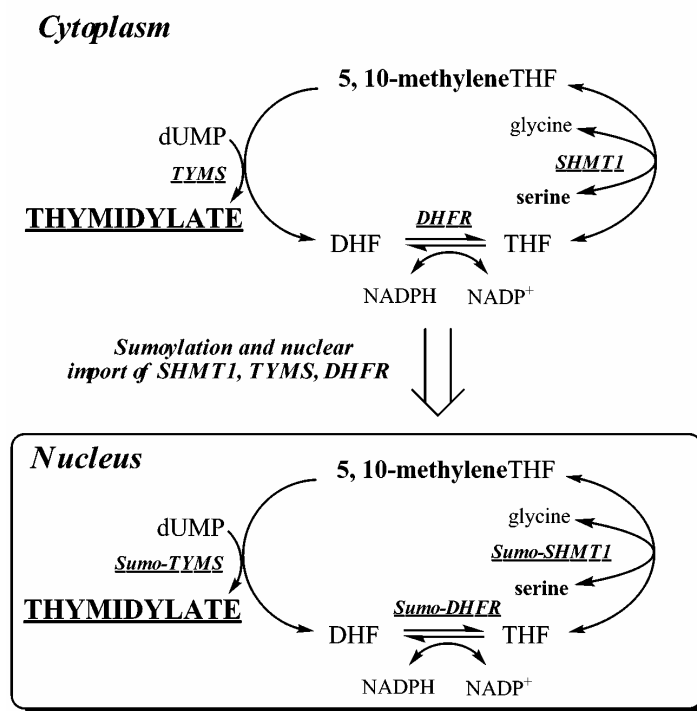 Cytoplasm
5, 10-methyleneTHF
dUMP
glycine
TYMS
SHMT1
THYMIDYLATE
serine
DHFR
DHF
THF
NADPH
NADP+
Sumoylation and nuclear
import of SHMT1, TYMS, DHFR
Nucleus
5, 10-methyleneTHF
dUMP
glycine
Sumo-TYMS
Sumo-SHMT1
THYMIDYLATE
serine
Sumo-DHFR
DHF
THF
NADPH
NADP+